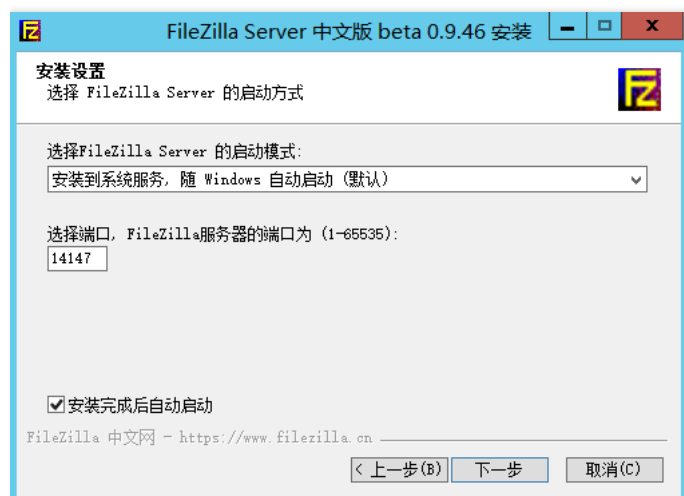 FileZilla Server 中文版 beta 0.9.46 安装
安装设置
选择 FileZilla Server 的启动方式
选择FileZilla Server 的启动模式:
安装到系统服务, 随 Windows 自动启动 (默认)
选择端口, FileZilla服务器的端口为 (1-65535):
14147
安装完成后自动启动
FileZilla 中文网 - https://www.filezilla.cn
< 上一步(B)  下一步  取消(C)